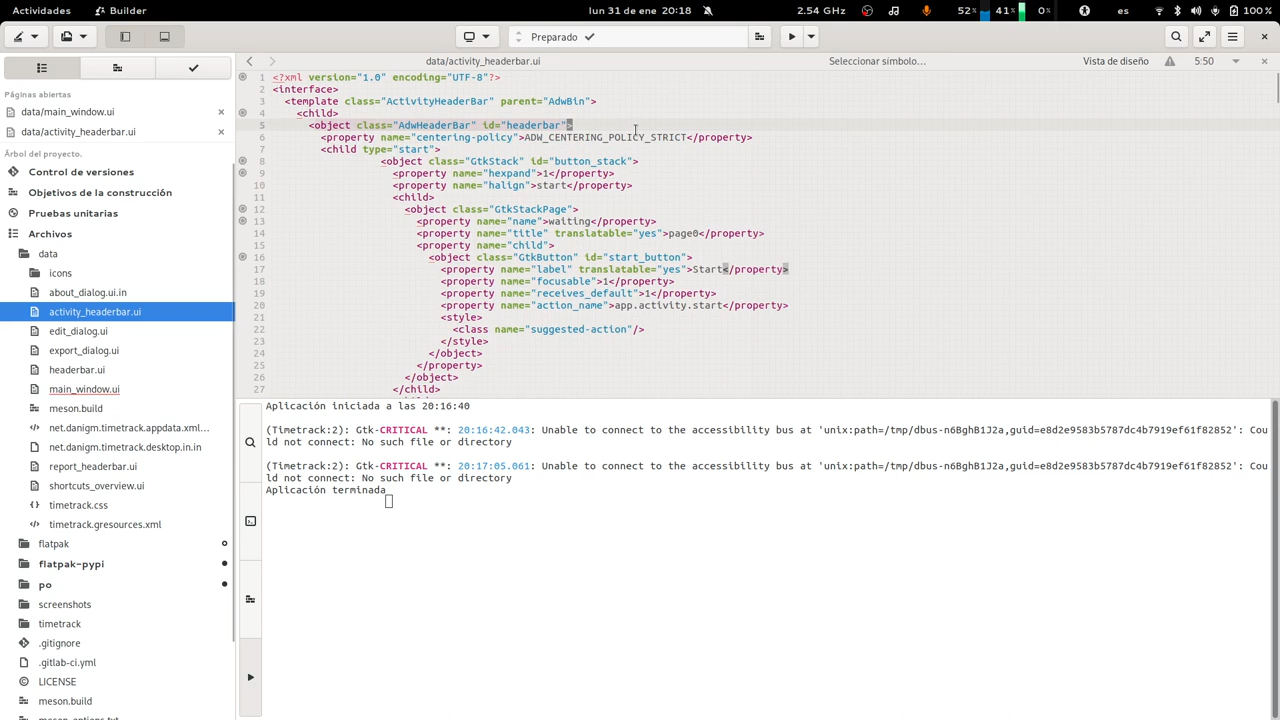 Actividades Builder lun 31 de ene 20:18 2.54 GHz 52% 41% 0% es 100 %
Preparado
data/activity_headerbar.ui Seleccionar símbolo… Vista de diseño 5:50
Páginas abiertas
data/main_window.ui
data/activity_headerbar.ui
Árbol del proyecto.
Control de versiones
Objetivos de la construcción
Pruebas unitarias
Archivos
data
icons
about_dialog.ui.in
activity_headerbar.ui
edit_dialog.ui
export_dialog.ui
headerbar.ui
main_window.ui
meson.build
net.danigm.timetrack.appdata.xml…
net.danigm.timetrack.desktop.in.in
report_headerbar.ui
shortcuts_overview.ui
timetrack.css
timetrack.gresources.xml
flatpak
flatpak-pypi
po
screenshots
timetrack
.gitignore
.gitlab-ci.yml
LICENSE
meson.build
meson_options.txt
1 <?xml version="1.0" encoding="UTF-8"?>
2 <interface>
3 <template class="ActivityHeaderBar" parent="AdwBin">
4 <child>
5 <object class="AdwHeaderBar" id="headerbar">
6 <property name="centering-policy">ADW_CENTERING_POLICY_STRICT</property>
7 <child type="start">
8 <object class="GtkStack" id="button_stack">
9 <property name="hexpand">1</property>
10 <property name="halign">start</property>
11 <child>
12 <object class="GtkStackPage">
13 <property name="name">waiting</property>
14 <property name="title" translatable="yes">page0</property>
15 <property name="child">
16 <object class="GtkButton" id="start_button">
17 <property name="label" translatable="yes">Start</property>
18 <property name="focusable">1</property>
19 <property name="receives_default">1</property>
20 <property name="action_name">app.activity.start</property>
21 <style>
22 <class name="suggested-action"/>
23 </style>
24 </object>
25 </property>
26 </object>
27 </child>
Aplicación iniciada a las 20:16:40
(Timetrack:2): Gtk-CRITICAL **: 20:16:42.043: Unable to connect to the accessibility bus at 'unix:path=/tmp/dbus-n6BghB1J2a,guid=e8d2e9583b5787dc4b7919ef61f82852': Cou
ld not connect: No such file or directory
(Timetrack:2): Gtk-CRITICAL **: 20:17:05.061: Unable to connect to the accessibility bus at 'unix:path=/tmp/dbus-n6BghB1J2a,guid=e8d2e9583b5787dc4b7919ef61f82852': Cou
ld not connect: No such file or directory
Aplicación terminada